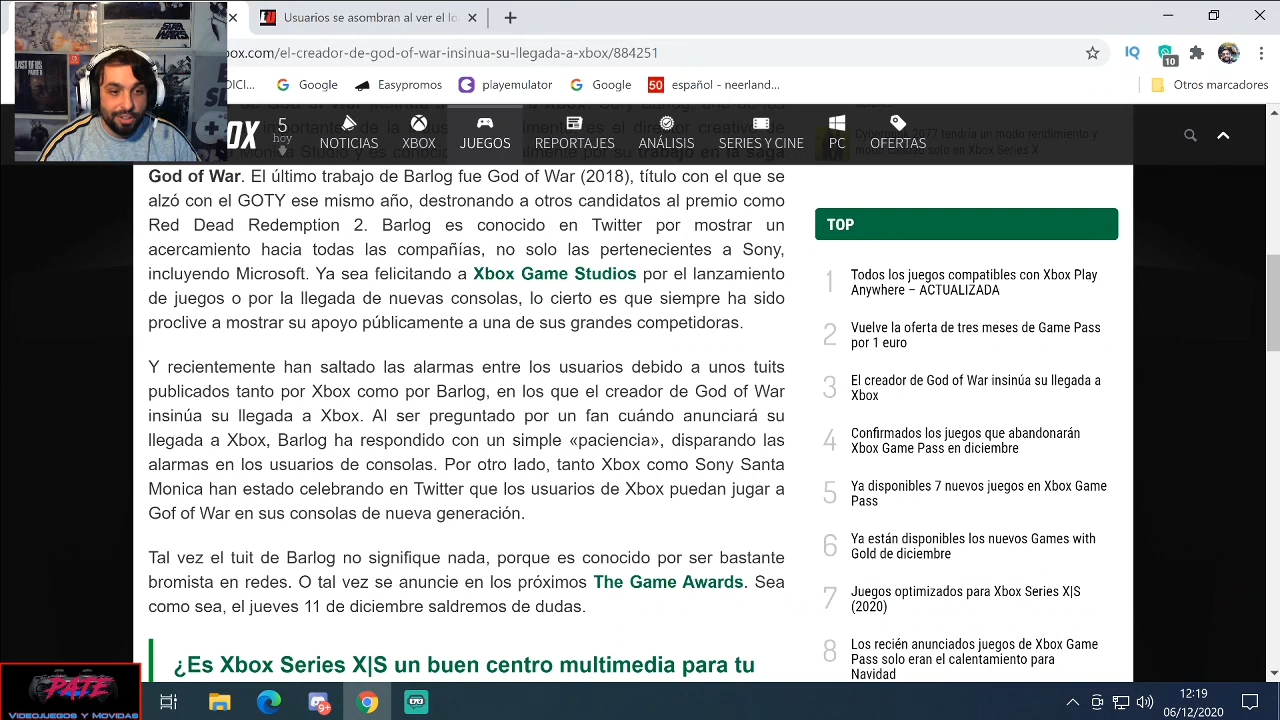 Usuarios se asombran al ver el lo
box.com/el-creador-de-god-of-war-insinua-su-llegada-a-xbox/884251
10
DICI...
Google
Easypromos
playemulator
Google
50 español - neerland...
Otros marcadores
STAR WARS
OX
5
hoy
NOTICIAS
XBOX
JUEGOS
REPORTAJES
ANÁLISIS
SERIES Y CINE
PC
OFERTAS
Cyberpunk 2077 tendría un modo rendimiento y
solo en Xbox Series X
God of War. El último trabajo de Barlog fue God of War (2018), título con el que se
alzó con el GOTY ese mismo año, destronando a otros candidatos al premio como
Red Dead Redemption 2. Barlog es conocido en Twitter por mostrar un
acercamiento hacia todas las compañías, no solo las pertenecientes a Sony,
incluyendo Microsoft. Ya sea felicitando a Xbox Game Studios por el lanzamiento
de juegos o por la llegada de nuevas consolas, lo cierto es que siempre ha sido
proclive a mostrar su apoyo públicamente a una de sus grandes competidoras.
Y recientemente han saltado las alarmas entre los usuarios debido a unos tuits
publicados tanto por Xbox como por Barlog, en los que el creador de God of War
insinúa su llegada a Xbox. Al ser preguntado por un fan cuándo anunciará su
llegada a Xbox, Barlog ha respondido con un simple «paciencia», disparando las
alarmas en los usuarios de consolas. Por otro lado, tanto Xbox como Sony Santa
Monica han estado celebrando en Twitter que los usuarios de Xbox puedan jugar a
Gof of War en sus consolas de nueva generación.
Tal vez el tuit de Barlog no signifique nada, porque es conocido por ser bastante
bromista en redes. O tal vez se anuncie en los próximos The Game Awards. Sea
como sea, el jueves 11 de diciembre saldremos de dudas.
¿Es Xbox Series X|S un buen centro multimedia para tu
TOP
1 Todos los juegos compatibles con Xbox Play
Anywhere – ACTUALIZADA
2 Vuelve la oferta de tres meses de Game Pass
por 1 euro
3 El creador de God of War insinúa su llegada a
Xbox
4 Confirmados los juegos que abandonarán
Xbox Game Pass en diciembre
5 Ya disponibles 7 nuevos juegos en Xbox Game
Pass
6 Ya están disponibles los nuevos Games with
Gold de diciembre
7 Juegos optimizados para Xbox Series X|S
(2020)
8 Los recién anunciados juegos de Xbox Game
Pass solo eran el calentamiento para
Navidad
PATE
VIDEOJUEGOS Y MOVIDAS
12:19
06/12/2020